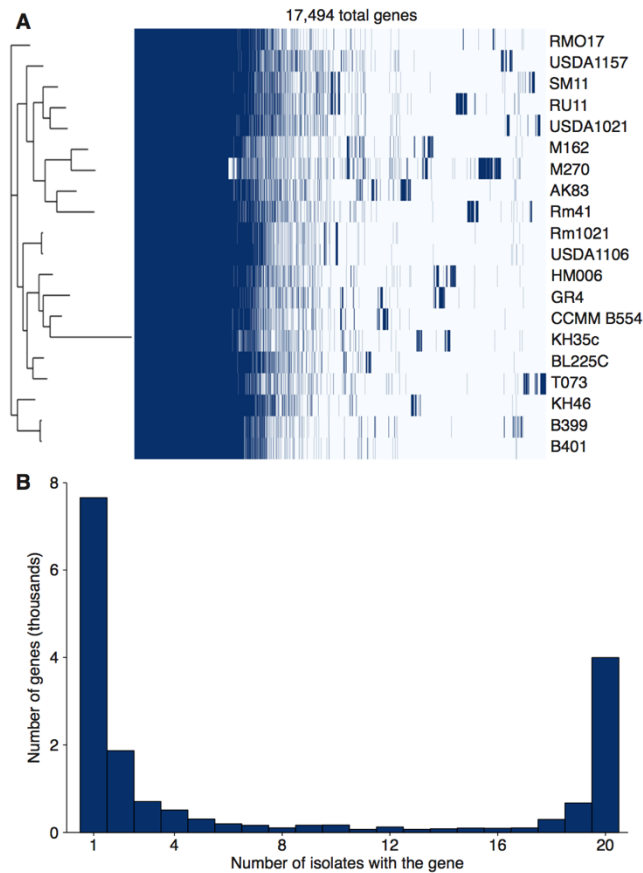 A
17,494 total genes
RMO17
USDA1157
SM11
RU11
USDA1021
M162
M270
AK83
Rm41
Rm1021
USDA1106
HM006
GR4
CCMM B554
KH35c
BL225C
T073
KH46
B399
B401
B
Number of genes (thousands)
8
6
4
2
0
1 4 8 12 16 20
Number of isolates with the gene